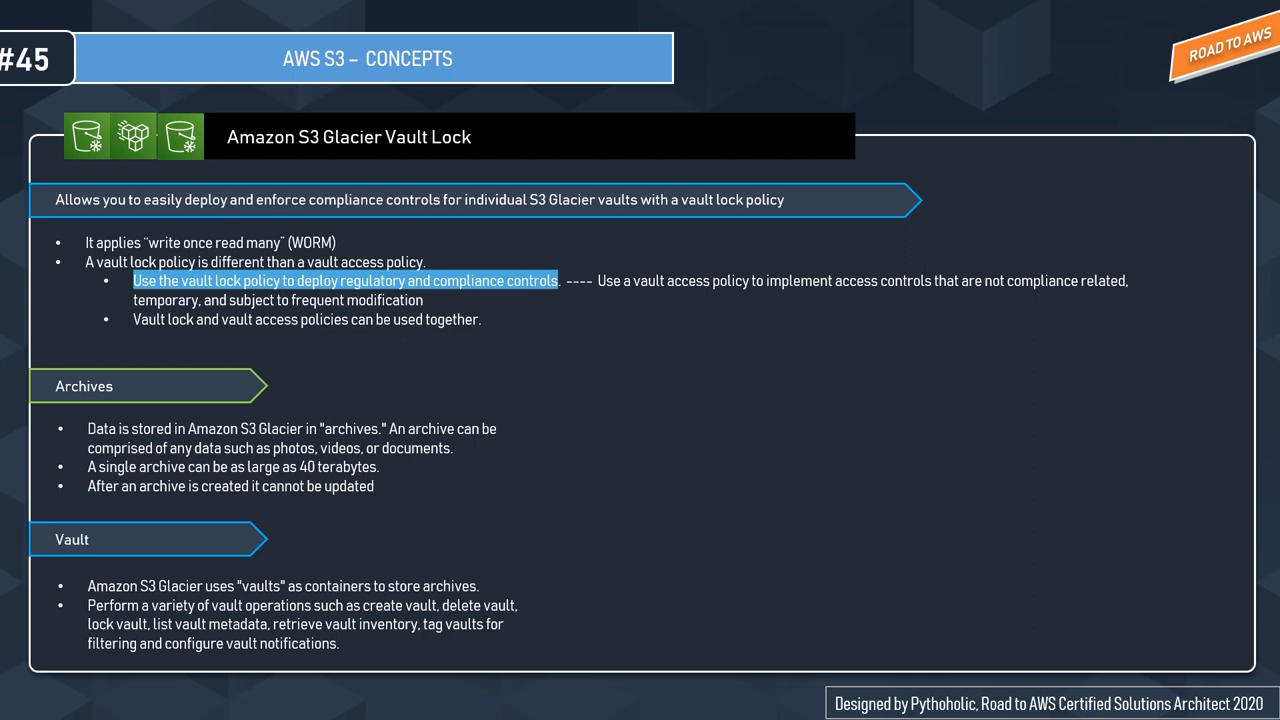 #45
AWS S3 – CONCEPTS
ROAD TO AWS
Amazon S3 Glacier Vault Lock
Allows you to easily deploy and enforce compliance controls for individual S3 Glacier vaults with a vault lock policy
• It applies “write once read many” (WORM)
• A vault lock policy is different than a vault access policy.
• Use the vault lock policy to deploy regulatory and compliance controls. ---- Use a vault access policy to implement access controls that are not compliance related,
temporary, and subject to frequent modification
• Vault lock and vault access policies can be used together.
Archives
• Data is stored in Amazon S3 Glacier in "archives." An archive can be
comprised of any data such as photos, videos, or documents.
• A single archive can be as large as 40 terabytes.
• After an archive is created it cannot be updated
Vault
• Amazon S3 Glacier uses "vaults" as containers to store archives.
• Perform a variety of vault operations such as create vault, delete vault,
lock vault, list vault metadata, retrieve vault inventory, tag vaults for
filtering and configure vault notifications.
Designed by Pythoholic, Road to AWS Certified Solutions Architect 2020